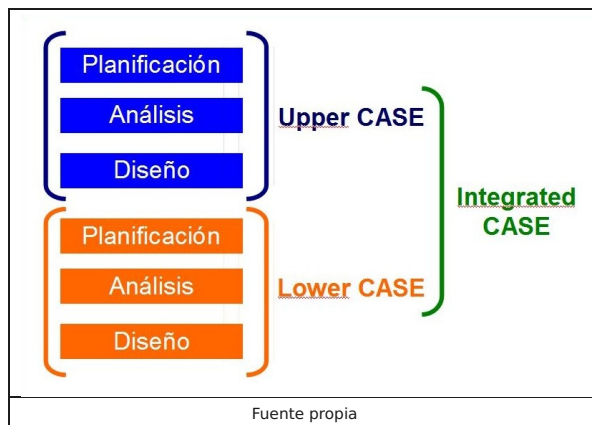 Planificación
Análisis
Diseño
Upper CASE
Planificación
Análisis
Diseño
Lower CASE
Integrated
CASE
Fuente propia